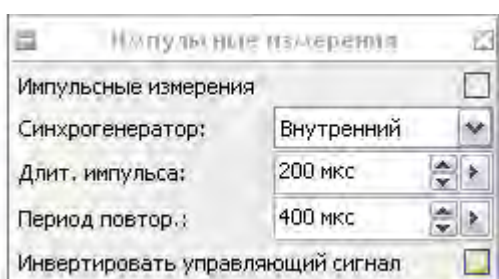 Импульсные измерения
Импульсные измерения
Синхрогенератор: Внутренний
Длит. импульса: 200 мкс
Период повтор.: 400 мкс
Инвертировать управляющий сигнал